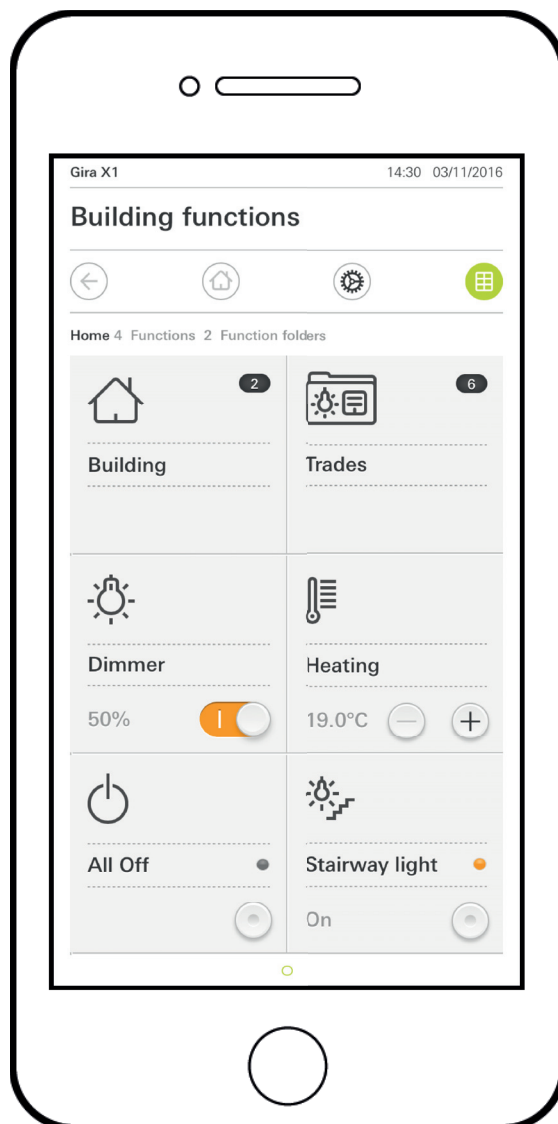 Gira X1 14:30 03/11/2016
Building functions
Home 4 Functions 2 Function folders
2 6
Building Trades
Dimmer Heating
50% 19.0°C
All Off Stairway light
On